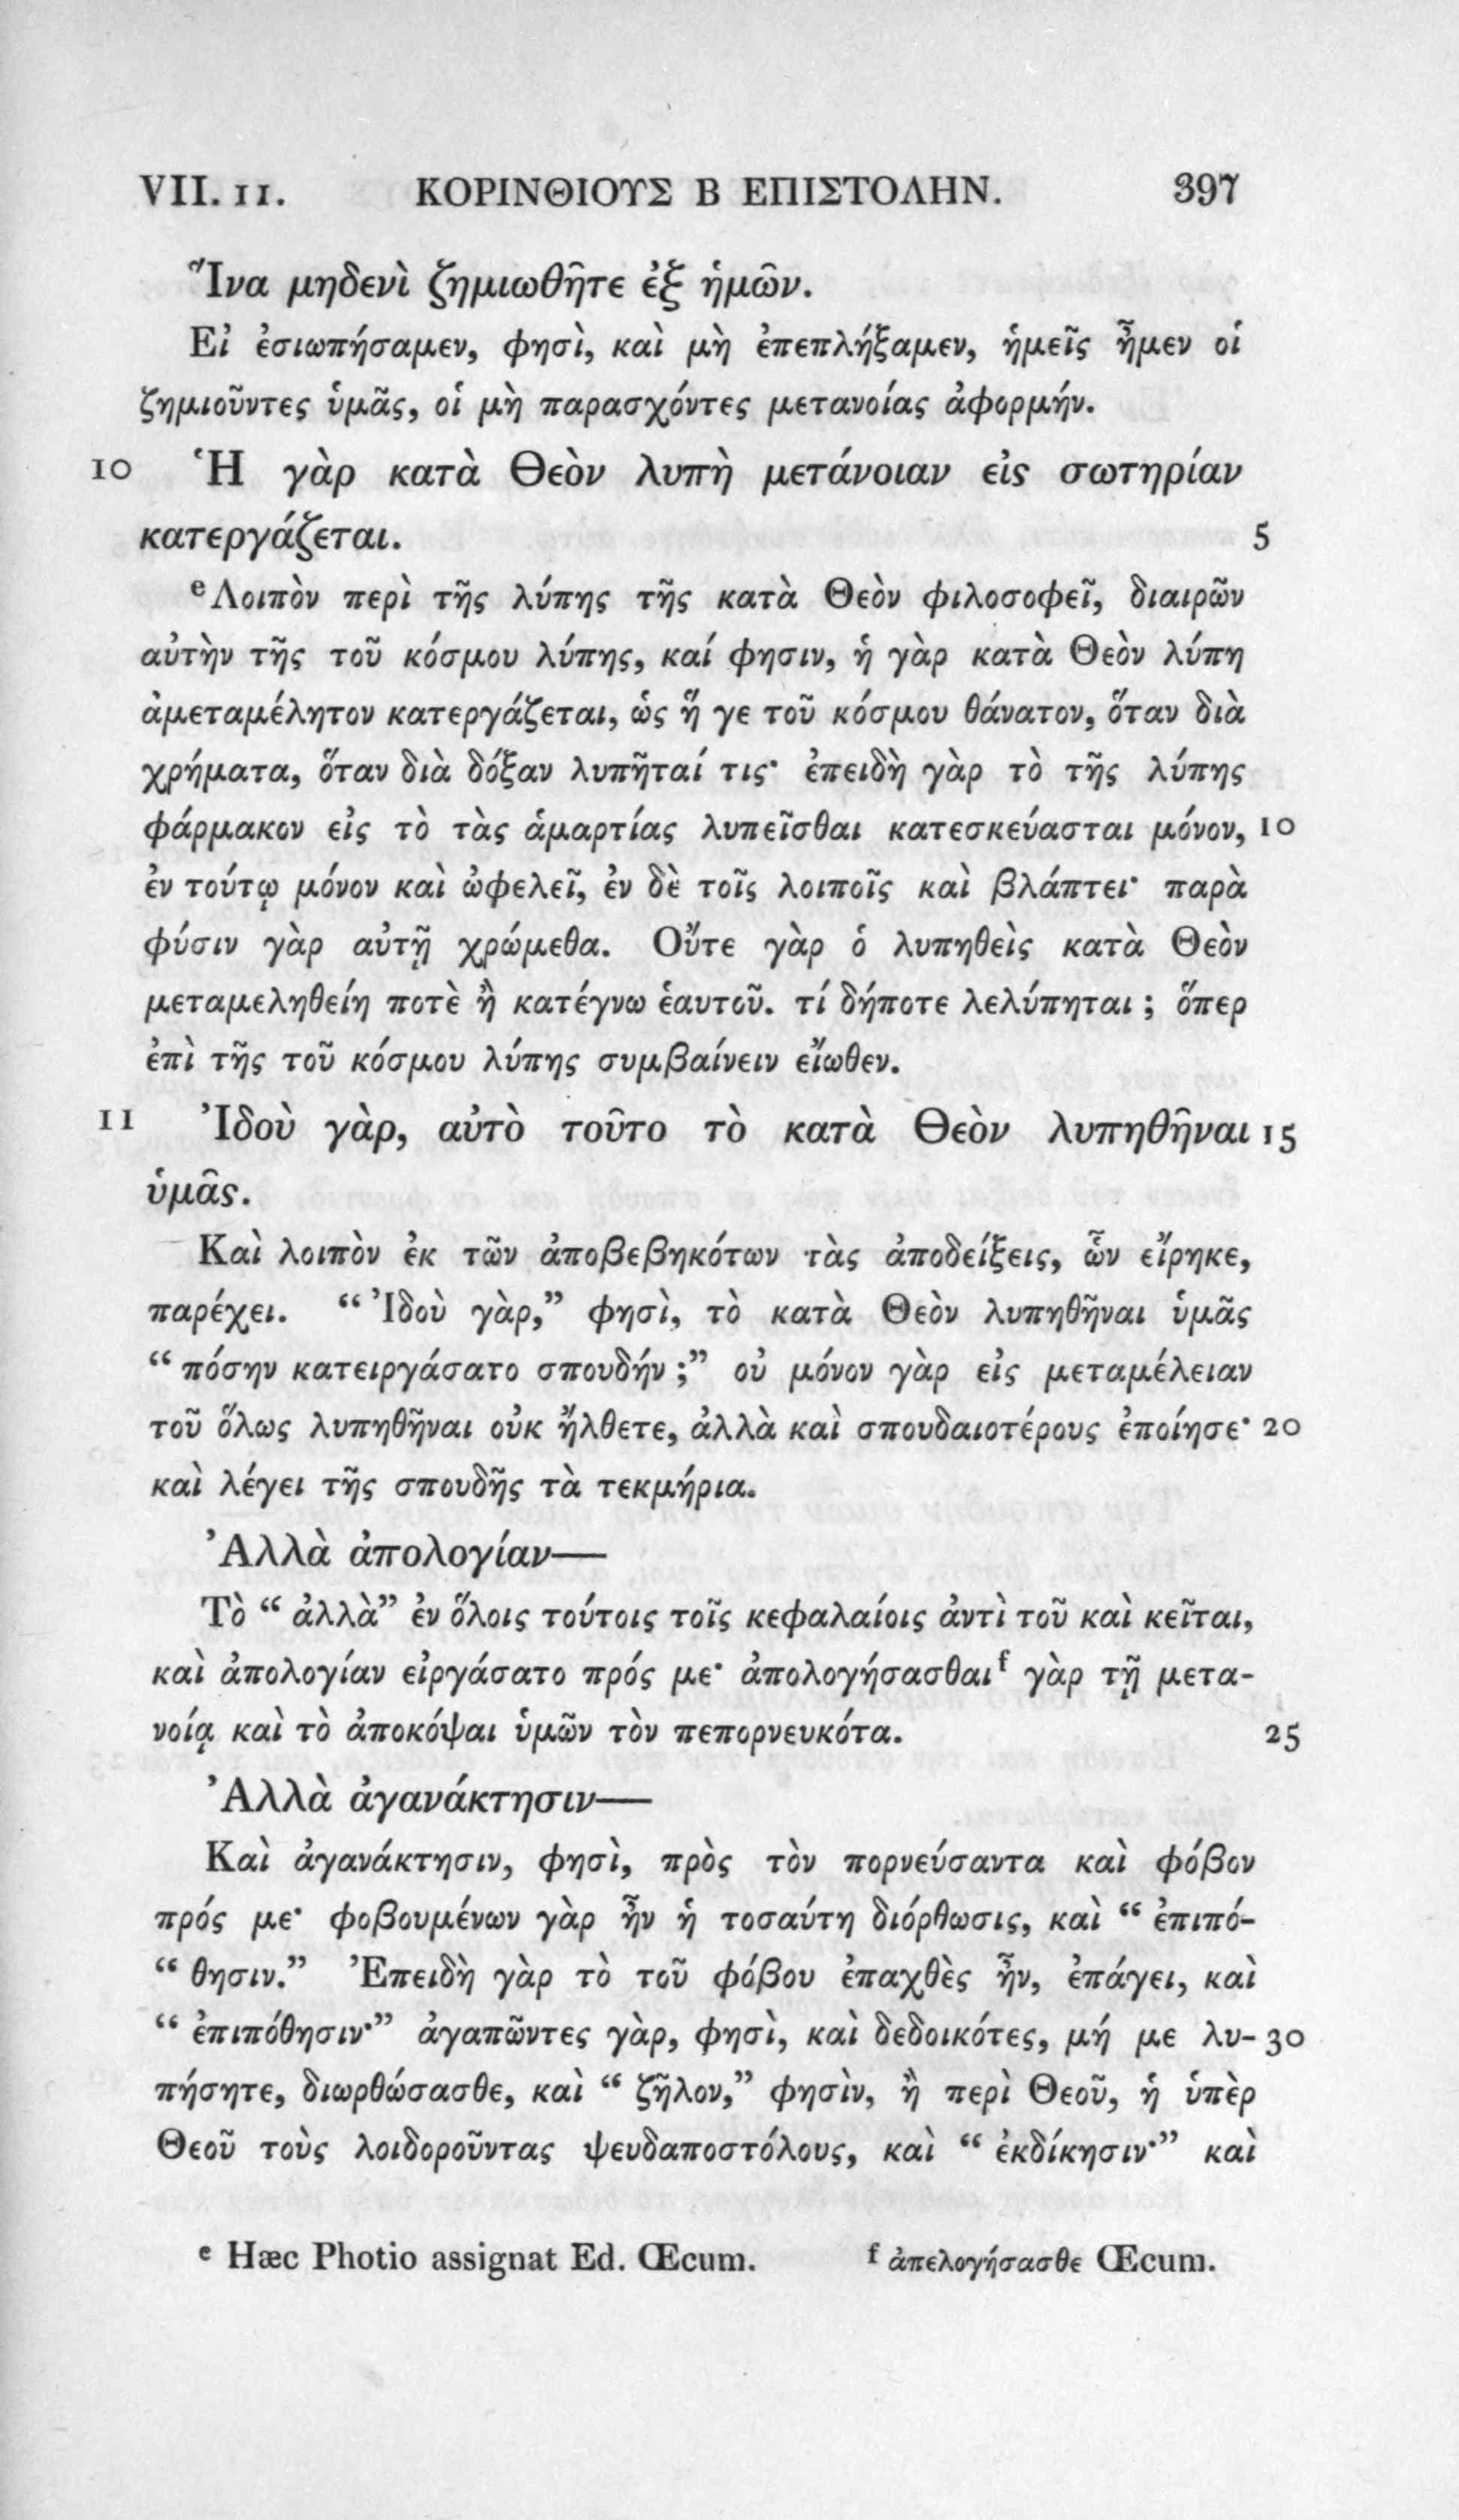 VII. 11. ΚΟΡΙΝΘΙΟΥΣ Β ΕΠΙΣΤΟΛΗΝ. 397
Ἵνα μηδενὶ ζημιωθῆτε ἐξ ἡμῶν.
Εἰ ἐσιωπήσαμεν, φησὶ, καὶ μὴ ἐπεπλήξαμεν, ἡμεῖς ἦμεν οἱ
ζημιοῦντες ὑμᾶς, οἱ μὴ παρασχόντες μετανοίας ἀφορμήν.
10 Ἡ γὰρ κατὰ Θεὸν λυπὴ μετάνοιαν εἰς σωτηρίαν
κατεργάζεται. 5
e Λοιπὸν περὶ τῆς λύπης τῆς κατὰ Θεὸν φιλοσοφεῖ, διαιρῶν
αὐτὴν τῆς τοῦ κόσμου λύπης, καί φησιν, ἡ γὰρ κατὰ Θεὸν λύπη
ἀμεταμέλητον κατεργάζεται, ὡς ἥ γε τοῦ κόσμου θάνατον, ὅταν διὰ
χρήματα, ὅταν διὰ δόξαν λυπῆταί τις· ἐπειδὴ γὰρ τὸ τῆς λύπης
φάρμακον εἰς τὸ τὰς ἁμαρτίας λυπεῖσθαι κατεσκεύασται μόνον, 10
ἐν τούτῳ μόνον καὶ ὠφελεῖ, ἐν δὲ τοῖς λοιποῖς καὶ βλάπτει· παρὰ
φύσιν γὰρ αὐτῇ χρώμεθα. Οὔτε γὰρ ὁ λυπηθεὶς κατὰ Θεὸν
μεταμεληθείη ποτὲ ἢ κατέγνω ἑαυτοῦ. τί δήποτε λελύπηται ; ὅπερ
ἐπὶ τῆς τοῦ κόσμου λύπης συμβαίνειν εἴωθεν.
11 Ἰδοὺ γὰρ, αὐτὸ τοῦτο τὸ κατὰ Θεὸν λυπηθῆναι 15
ὑμᾶς.
Καὶ λοιπὸν ἐκ τῶν ἀποβεβηκότων τὰς ἀποδείξεις, ὧν εἴρηκε,
παρέχει. “ Ἰδοὺ γὰρ,” φησὶ, τὸ κατὰ Θεὸν λυπηθῆναι ὑμᾶς
“ πόσην κατειργάσατο σπουδήν ;” οὐ μόνον γὰρ εἰς μεταμέλειαν
τοῦ ὅλως λυπηθῆναι οὐκ ἤλθετε, ἀλλὰ καὶ σπουδαιοτέρους ἐποίησε· 20
καὶ λέγει τῆς σπουδῆς τὰ τεκμήρια.
Ἀλλὰ ἀπολογίαν—
Τὸ “ ἀλλὰ” ἐν ὅλοις τούτοις τοῖς κεφαλαίοις ἀντὶ τοῦ καὶ κεῖται,
καὶ ἀπολογίαν εἰργάσατο πρός με· ἀπολογήσασθαι f γὰρ τῇ μετα-
νοίᾳ καὶ τὸ ἀποκόψαι ὑμῶν τὸν πεπορνευκότα. 25
Ἀλλὰ ἀγανάκτησιν—
Καὶ ἀγανάκτησιν, φησὶ, πρὸς τὸν πορνεύσαντα καὶ φόβον
πρός με· φοβουμένων γὰρ ἦν ἡ τοσαύτη διόρθωσις, καὶ “ ἐπιπό-
“ θησιν.” Ἐπειδὴ γὰρ τὸ τοῦ φόβου ἐπαχθὲς ἦν, ἐπάγει, καὶ
“ ἐπιπόθησιν·” ἀγαπῶντες γὰρ, φησὶ, καὶ δεδοικότες, μή με λυ- 30
πήσητε, διωρθώσασθε, καὶ “ ζῆλον,” φησὶν, ἢ περὶ Θεοῦ, ἡ ὑπὲρ
Θεοῦ τοὺς λοιδοροῦντας ψευδαποστόλους, καὶ “ ἐκδίκησιν·” καὶ
e Hæc Photio assignat Ed. Œcum. f ἀπελογήσασθε Œcum.